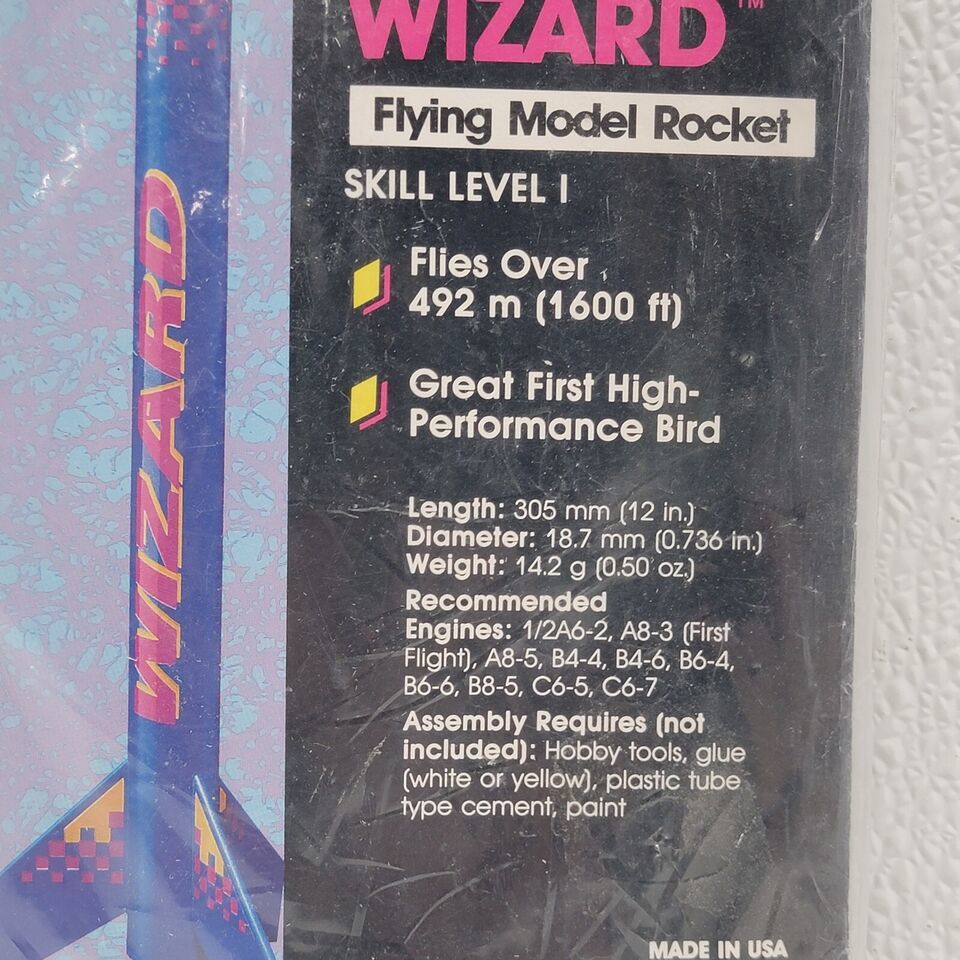 WIZARD™
Flying Model Rocket
SKILL LEVEL I
Flies Over
492 m (1600 ft)
Great First High-
Performance Bird
Length: 305 mm (12 in.)
Diameter: 18.7 mm (0.736 in.)
Weight: 14.2 g (0.50 oz.)
Recommended
Engines: 1/2A6-2, A8-3 (First
Flight), A8-5, B4-4, B4-6, B6-4,
B6-6, B8-5, C6-5, C6-7
Assembly Requires (not
included): Hobby tools, glue
(white or yellow), plastic tube
type cement, paint
MADE IN USA
WIZARD